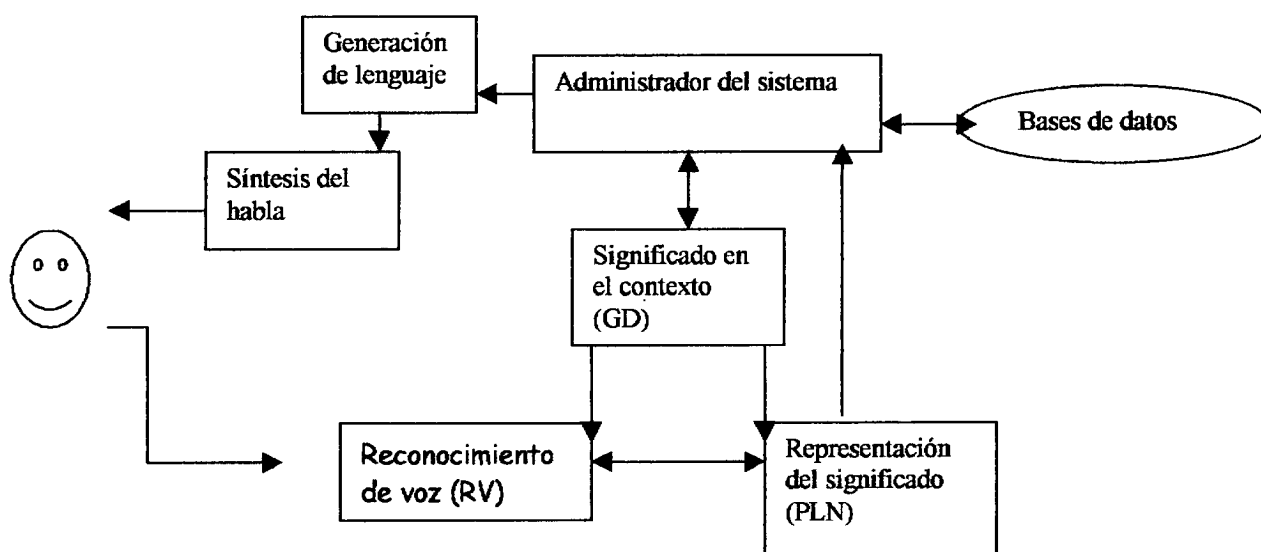 Generación
de lenguaje
Administrador del sistema
Bases de datos
Síntesis del
habla
Significado en
el contexto
(GD)
Reconocimiento
de voz (RV)
Representación
del significado
(PLN)